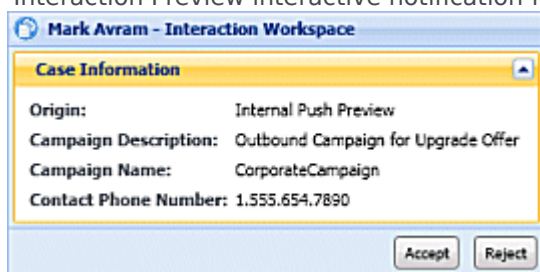 Interaction Preview interactive notification
Mark Avram - Interaction Workspace
Case Information
Origin: Internal Push Preview
Campaign Description: Outbound Campaign for Upgrade Offer
Campaign Name: CorporateCampaign
Contact Phone Number: 1.555.654.7890
Accept Reject